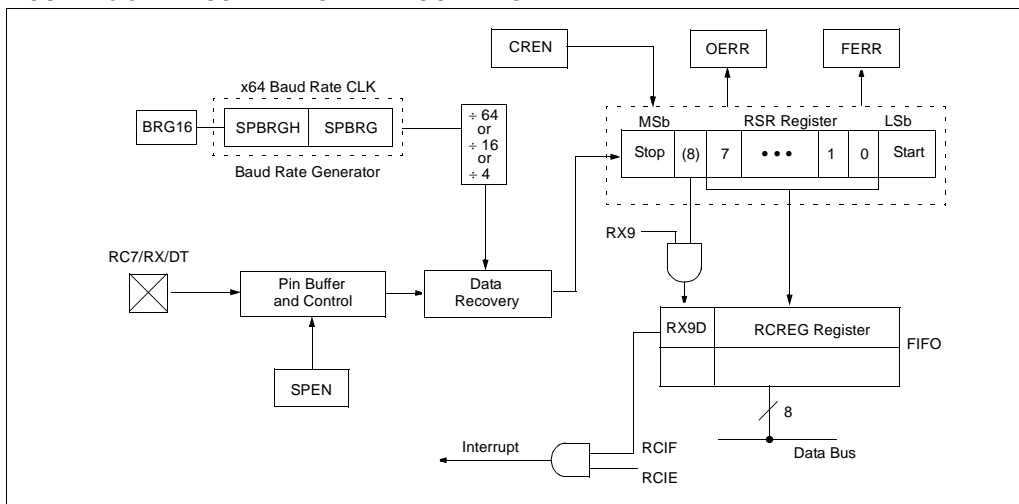 CREN
OERR
FERR
x64 Baud Rate CLK
BRG16
SPBRGH
SPBRG
Baud Rate Generator
÷ 64
or
÷ 16
or
÷ 4
MSb
RSR Register
LSb
Stop
(8)
7
• • •
1
0
Start
RX9
RC7/RX/DT
Pin Buffer
and Control
Data
Recovery
SPEN
RX9D
RCREG Register
FIFO
8
Data Bus
Interrupt
RCIF
RCIE